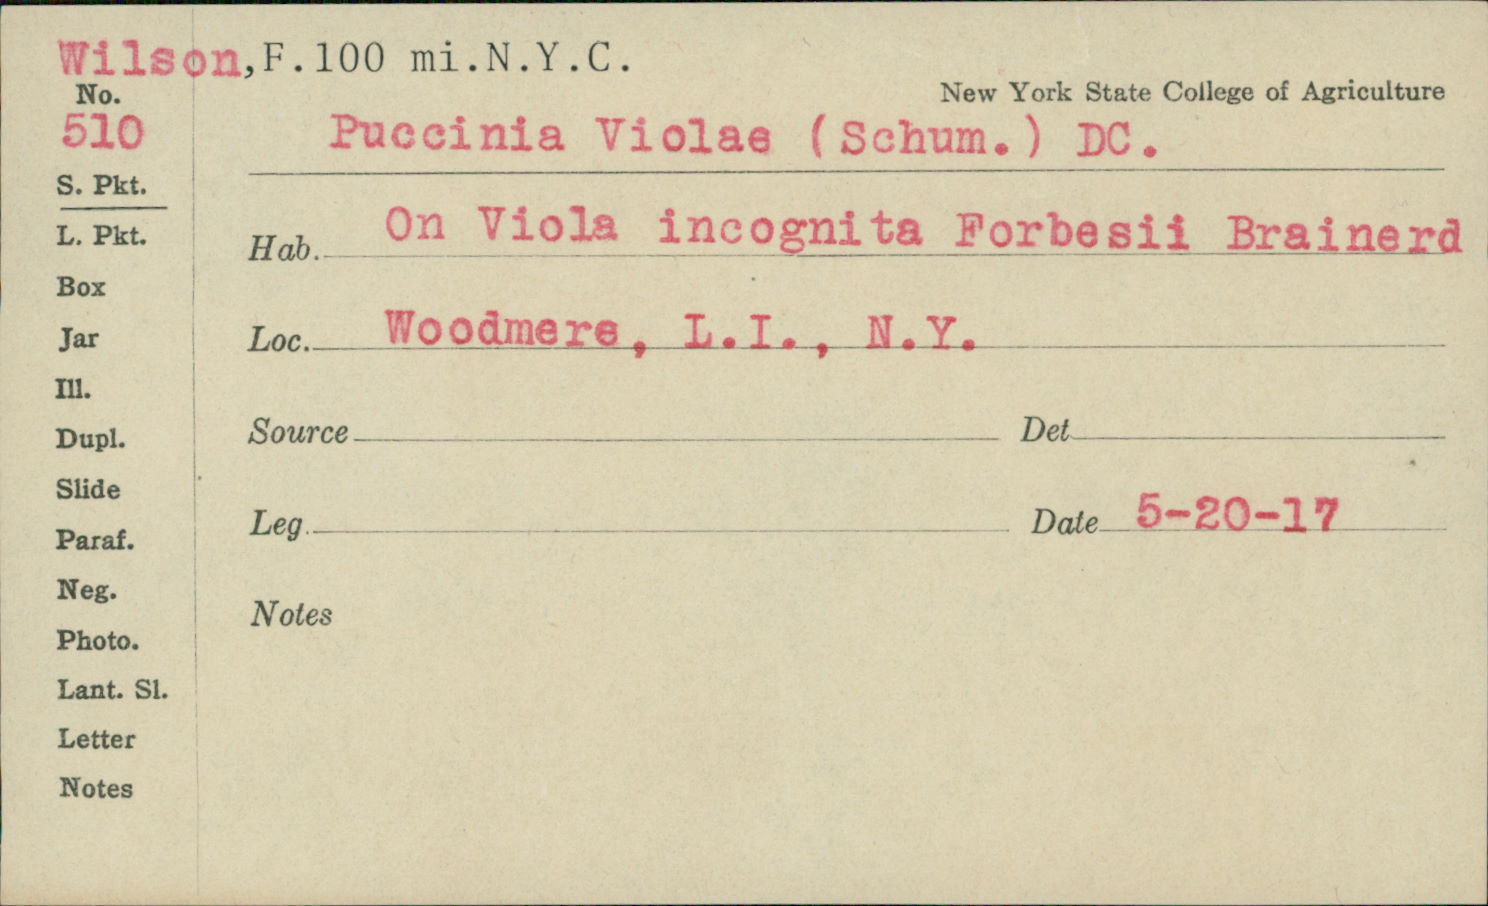 Wilson,F.100 mi.N.Y.C.
New York State College of Agriculture
No.
510
Puccinia Violae (Schum.) DC.
S. Pkt.
L. Pkt.
Hab. On Viola incognita Forbesii Brainerd
Box
Jar
Loc. Woodmere, L.I., N.Y.
Ill.
Dupl.
Source Det
Slide
Leg. Date 5-20-17
Paraf.
Neg.
Notes
Photo.
Lant. Sl.
Letter
Notes